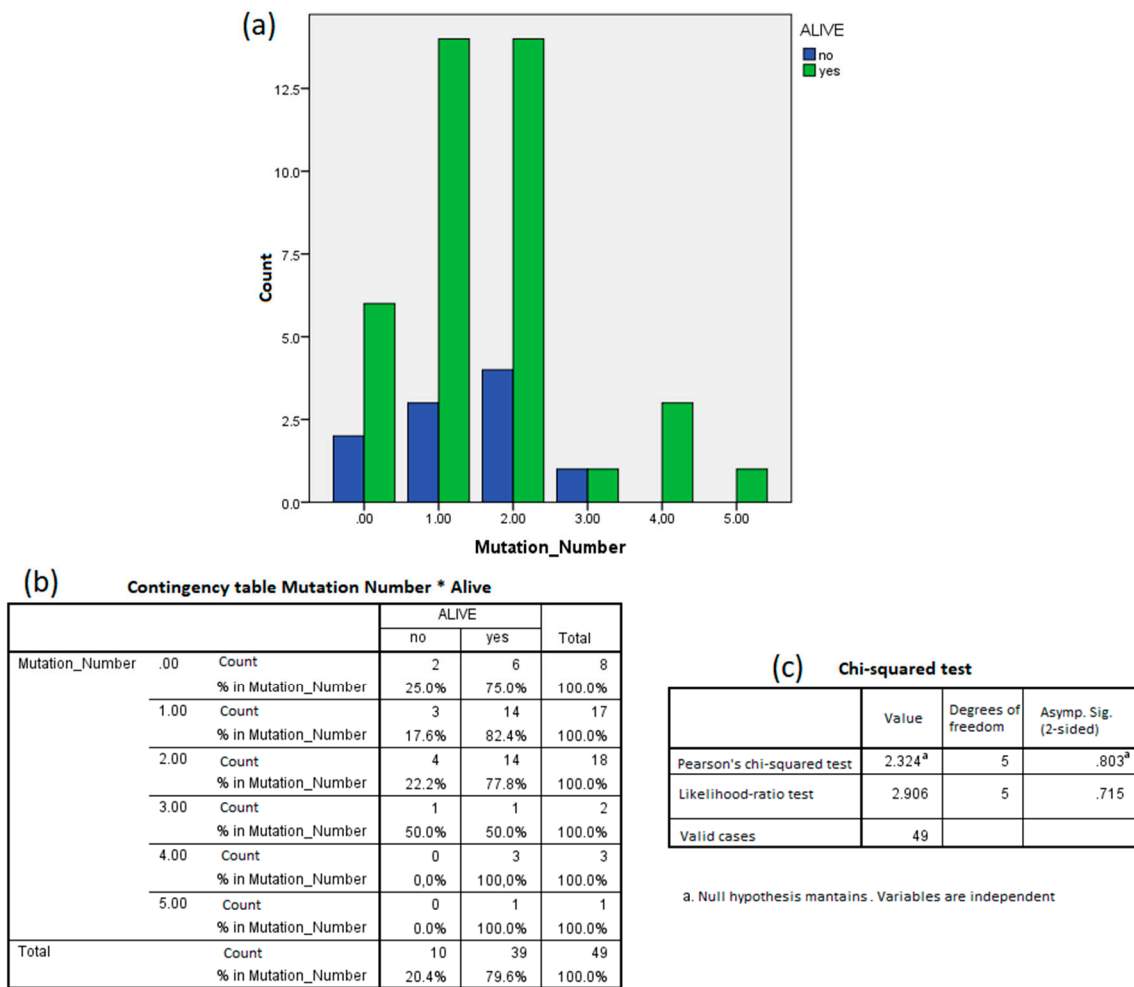 (a)
ALIVE
no
yes
12.5
10.0
7.5
5.0
2.5
0.0
Count
.00 1.00 2.00 3.00 4,00 5.00
Mutation_Number
(b) Contingency table Mutation Number * Alive
ALIVE
no yes Total
Mutation_Number .00 Count 2 6 8
% in Mutation_Number 25.0% 75.0% 100.0%
1.00 Count 3 14 17
% in Mutation_Number 17.6% 82.4% 100.0%
2.00 Count 4 14 18
% in Mutation_Number 22.2% 77.8% 100.0%
3.00 Count 1 1 2
% in Mutation_Number 50.0% 50.0% 100.0%
4.00 Count 0 3 3
% in Mutation_Number 0,0% 100,0% 100.0%
5.00 Count 0 1 1
% in Mutation_Number 0.0% 100.0% 100.0%
Total Count 10 39 49
% in Mutation_Number 20.4% 79.6% 100.0%
(c) Chi-squared test
Value Degrees of freedom Asymp. Sig. (2-sided)
Pearson's chi-squared test 2.324a 5 .803a
Likelihood-ratio test 2.906 5 .715
Valid cases 49
a. Null hypothesis mantains . Variables are independent